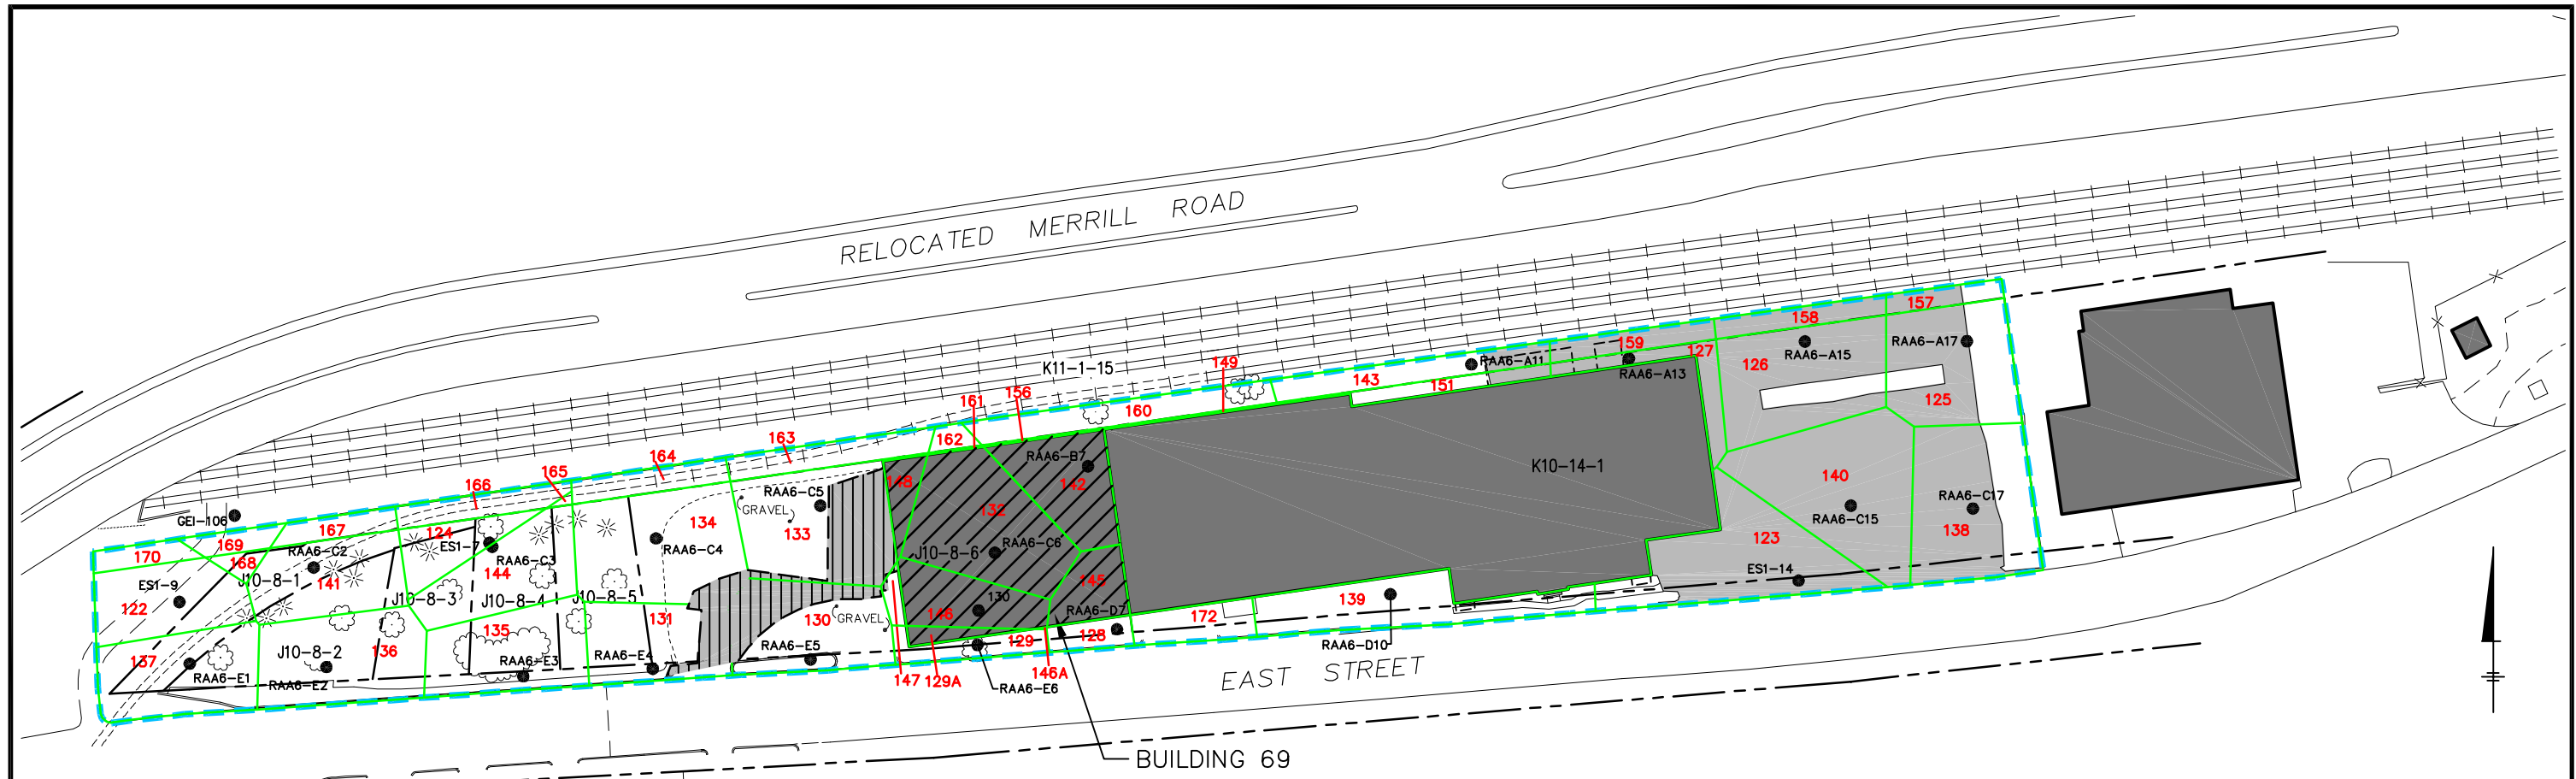 RELOCATED MERRILL ROAD
K11-1-15
149
143
151
RAA6-A11
159
RAA6-A13
127
158
157
126
RAA6-A15
RAA6-A17
125
161
156
160
162
163
164
165
166
RAA6-B7
142
K10-14-1
148
132
RAA6-C5
GRAVEL
133
134
RAA6-C4
GEI-106
167
124
ES1-7
RAA6-C3
144
170
169
168
RAA6-C2
J10-8-1
141
ES1-9
122
J10-8-3
J10-8-4
J10-8-5
J10-8-6
RAA6-C6
145
140
RAA6-C15
RAA6-C17
138
123
ES1-14
137
RAA6-E1
J10-8-2
RAA6-E2
136
135
RAA6-E3
131
RAA6-E4
130
GRAVEL
RAA6-E5
146
130
RAA6-D7
128
129
172
139
RAA6-D10
147
129A
146A
RAA6-E6
EAST STREET
BUILDING 69